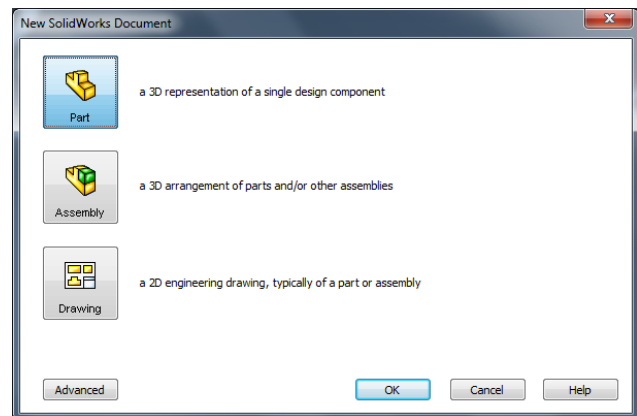 New SolidWorks Document
Part
a 3D representation of a single design component
Assembly
a 3D arrangement of parts and/or other assemblies
Drawing
a 2D engineering drawing, typically of a part or assembly
Advanced
OK
Cancel
Help